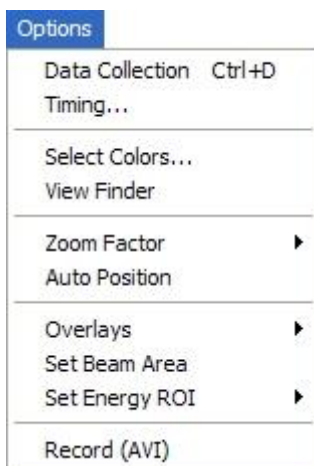 Options
Data Collection Ctrl+D
Timing...
Select Colors...
View Finder
Zoom Factor
Auto Position
Overlays
Set Beam Area
Set Energy ROI
Record (AVI)